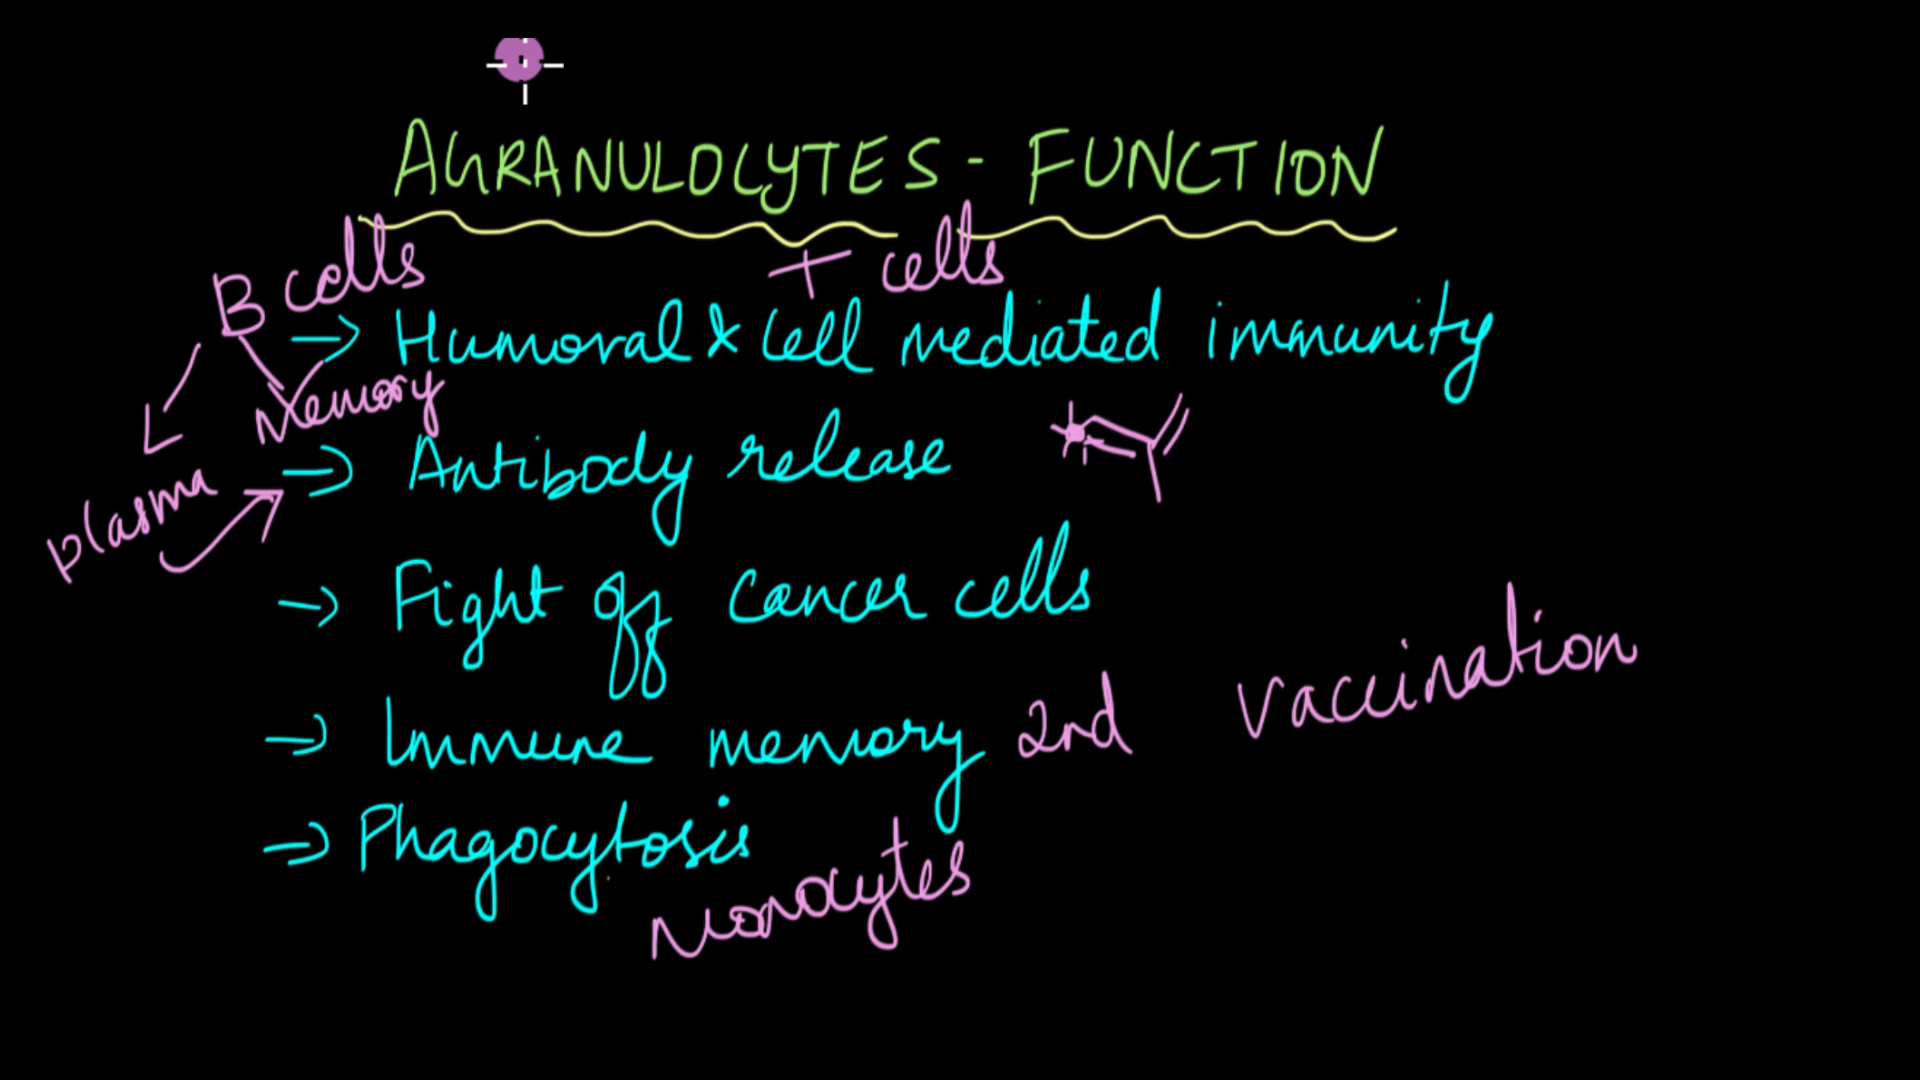 AGRANULOCYTES - FUNCTION
B cells
T cells
→ Humoral & Cell mediated immunity
Memory
→ Antibody release
plasma
→ Fight off cancer cells
→ Immune memory 2nd vaccination
→ Phagocytosis
Monocytes